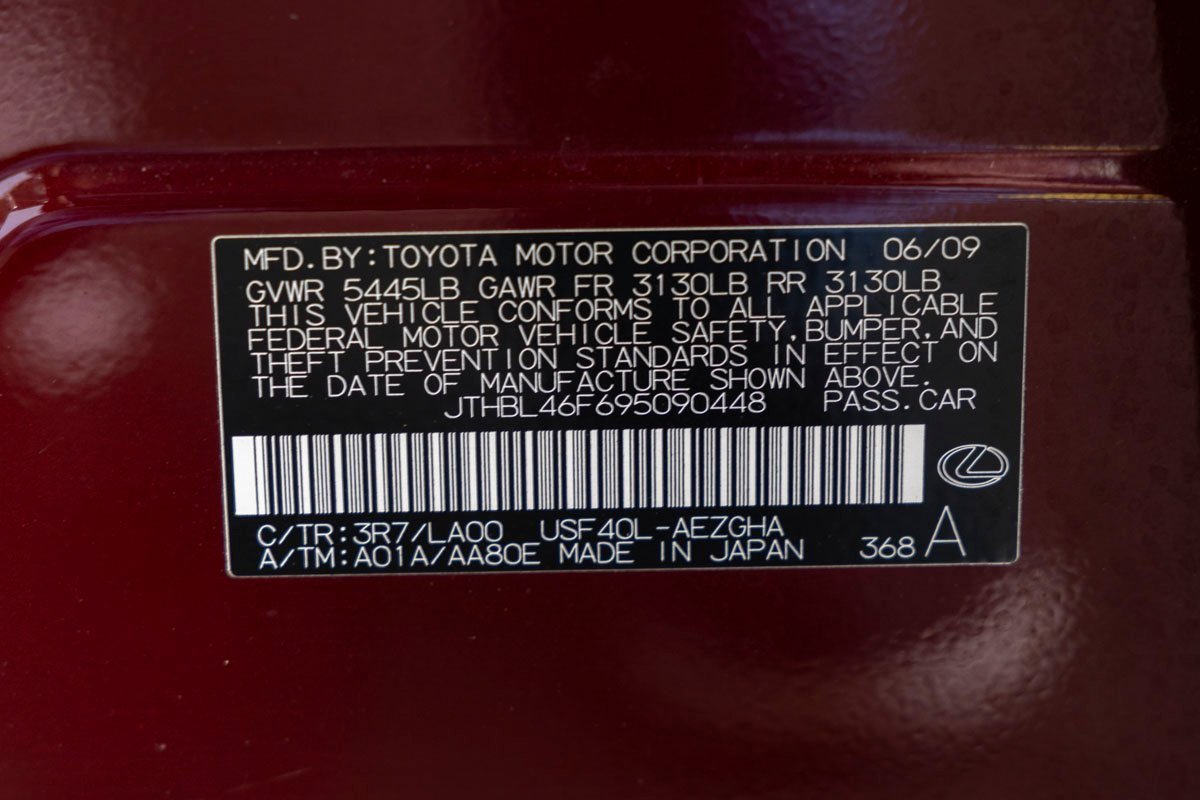 MFD.BY:TOYOTA MOTOR CORPORATION 06/09
GVWR 5445LB GAWR FR 3130LB RR 3130LB
THIS VEHICLE CONFORMS TO ALL APPLICABLE
FEDERAL MOTOR VEHICLE SAFETY,BUMPER,AND
THEFT PREVENTION STANDARDS IN EFFECT ON
THE DATE OF MANUFACTURE SHOWN ABOVE.
JTHBL46F695090448 PASS.CAR
C/TR:3R7/LA00 USF40L-AEZGHA
A/TM:A01A/AA80E MADE IN JAPAN 368 A